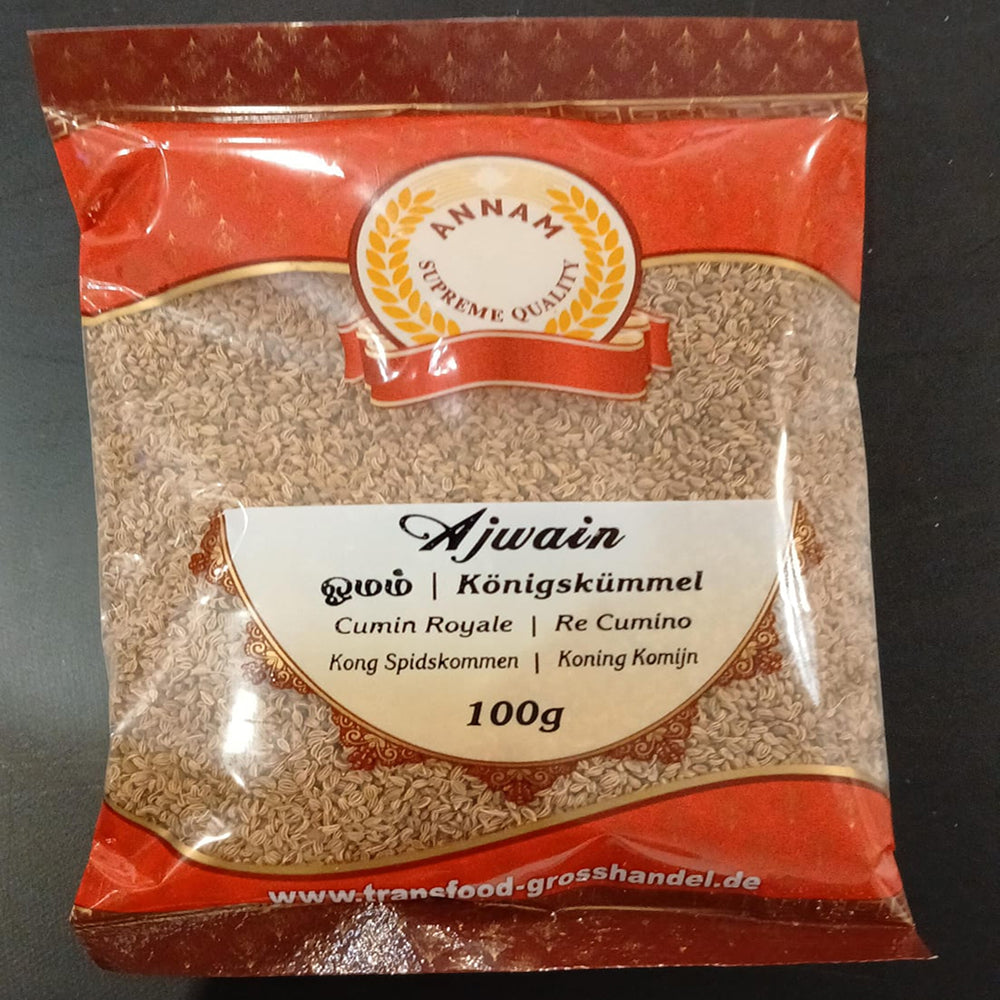 ANNAM
SUPREME QUALITY
Ajwain
ஓமம் | Königskümmel
Cumin Royale | Re Cumino
Kong Spidskommen | Koning Komijn
100g
www.transfood-grosshandel.de